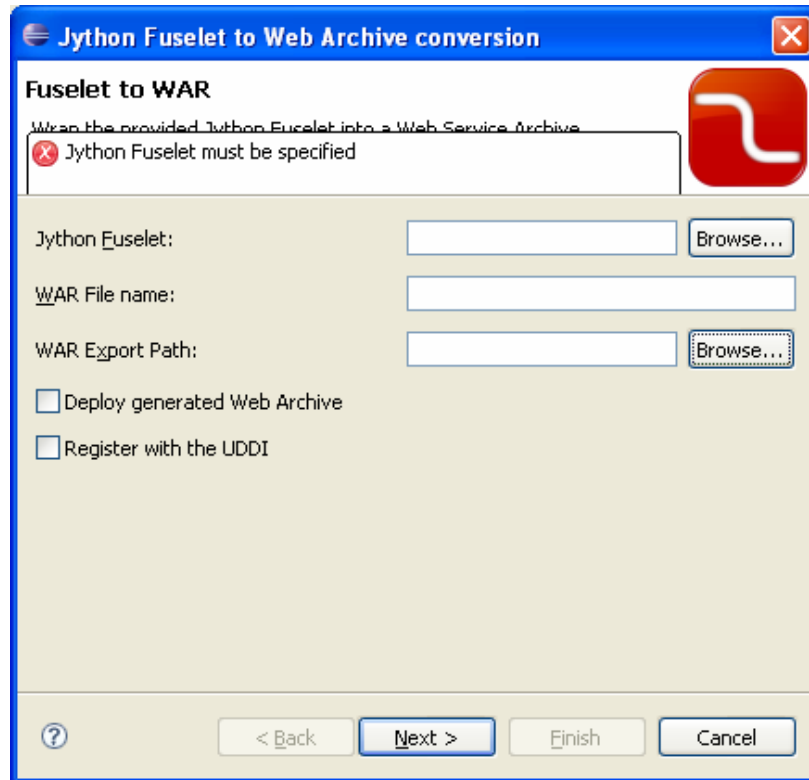 Jython Fuselet to Web Archive conversion
Fuselet to WAR
Wrap the provided Jython Fuselet into a Web Service Archive
Jython Fuselet must be specified
Jython Fuselet:
Browse...
WAR File name:
WAR Export Path:
Browse...
Deploy generated Web Archive
Register with the UDDI
?
< Back
Next >
Finish
Cancel